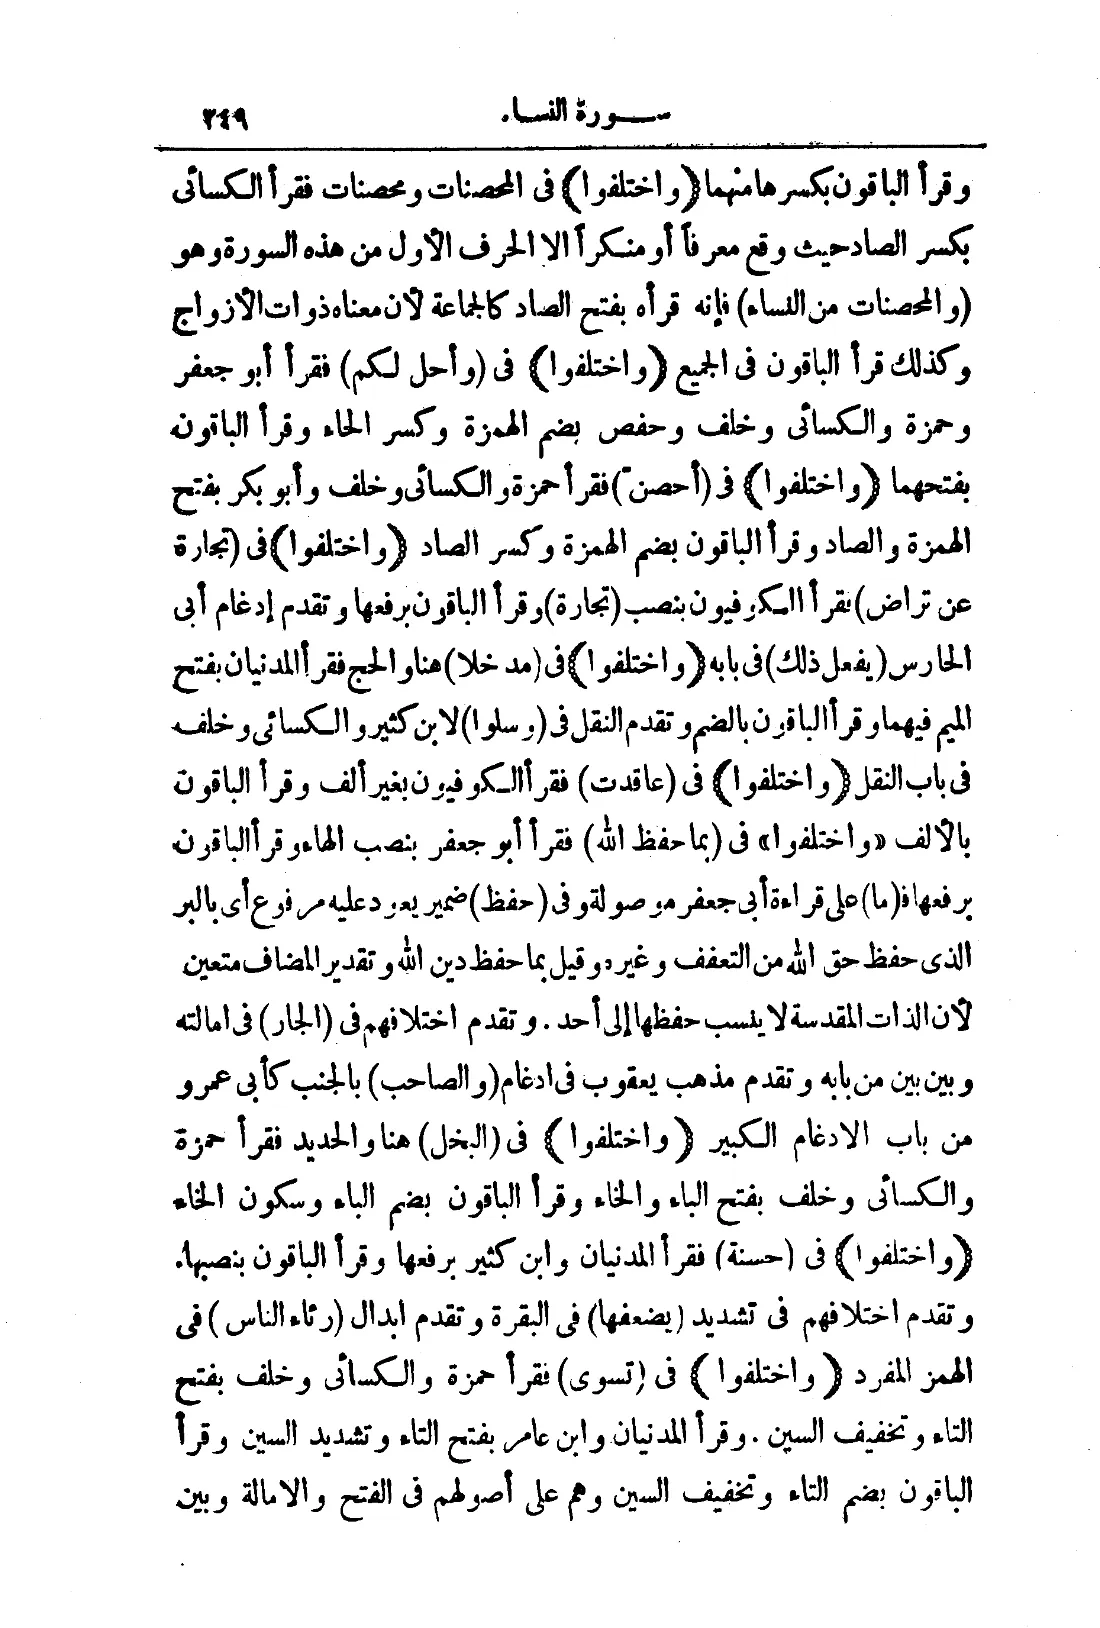 سورة النساء ٢٤٩
وقرأ الباقون بكسرها منهما ﴿واختلفوا﴾ فى المحصنات ومحصنات فقرأ الكسائى
بكسر الصاد حيث وقع معرفاً أو منكراً الا الحرف الأول من هذه السورة وهو
(والمحصنات من النساء) فإنه قرأه بفتح الصاد كالجماعة لأن معناه ذوات الأزواج
وكذلك قرأ الباقون فى الجميع ﴿واختلفوا﴾ فى (وأحل لكم) فقرأ أبو جعفر
وحمزة والكسائى وخلف وحفص بضم الهمزة وكسر الحاء وقرأ الباقون
بفتحهما ﴿واختلفوا﴾ فى (أحصنّ) فقرأ حمزة والكسائى وخلف وأبو بكر بفتح
الهمزة والصاد وقرأ الباقون بضم الهمزة وكسر الصاد ﴿واختلفوا﴾ فى (تجارة
عن تراض) فقرأ الكوفيون بنصب (تجارة) وقرأ الباقون برفعها وتقدم إدغام أبى
الحارس (يفعل ذلك) فى بابه ﴿واختلفوا﴾ فى (مدخلا) هنا والحج فقرأ المدنيان بفتح
الميم فيهما وقرأ الباقون بالضم وتقدم النقل فى (وسلوا) لابن كثير والكسائى وخلف
فى باب النقل ﴿واختلفوا﴾ فى (عاقدت) فقرأ الكوفيون بغير ألف وقرأ الباقون
بالألف «واختلفوا» فى (بما حفظ الله) فقرأ أبو جعفر بنصب الهاء وقرأ الباقون
برفعها ف(ما) على قراءة أبى جعفر موصولة وفى (حفظ) ضمير يعود عليه مرفوع أى بالبر
الذى حفظ حق الله من التعفف وغيره وقيل بما حفظ دين الله وتقدير المضاف متعين
لأن الذات المقدسة لا ينسب حفظها إلى أحد . وتقدم اختلافهم فى (الجار) فى امالته
وبين بين من بابه وتقدم مذهب يعقوب فى ادغام (والصاحب) بالجنب كأبى عمرو
من باب الادغام الكبير ﴿واختلفوا﴾ فى (البخل) هنا والحديد فقرأ حمزة
والكسائى وخلف بفتح الباء والخاء وقرأ الباقون بضم الباء وسكون الخاء
﴿واختلفوا﴾ فى (حسنة) فقرأ المدنيان وابن كثير برفعها وقرأ الباقون بنصبها.
وتقدم اختلافهم فى تشديد (يضعفها) فى البقرة وتقدم ابدال (رئاء الناس) فى
الهمز المفرد ﴿واختلفوا﴾ فى (تسوى) فقرأ حمزة والكسائى وخلف بفتح
التاء وتخفيف السين . وقرأ المدنيان وابن عامر بفتح التاء وتشديد السين وقرأ
الباقون بضم التاء وتخفيف السين وهم على أصولهم فى الفتح والامالة وبين